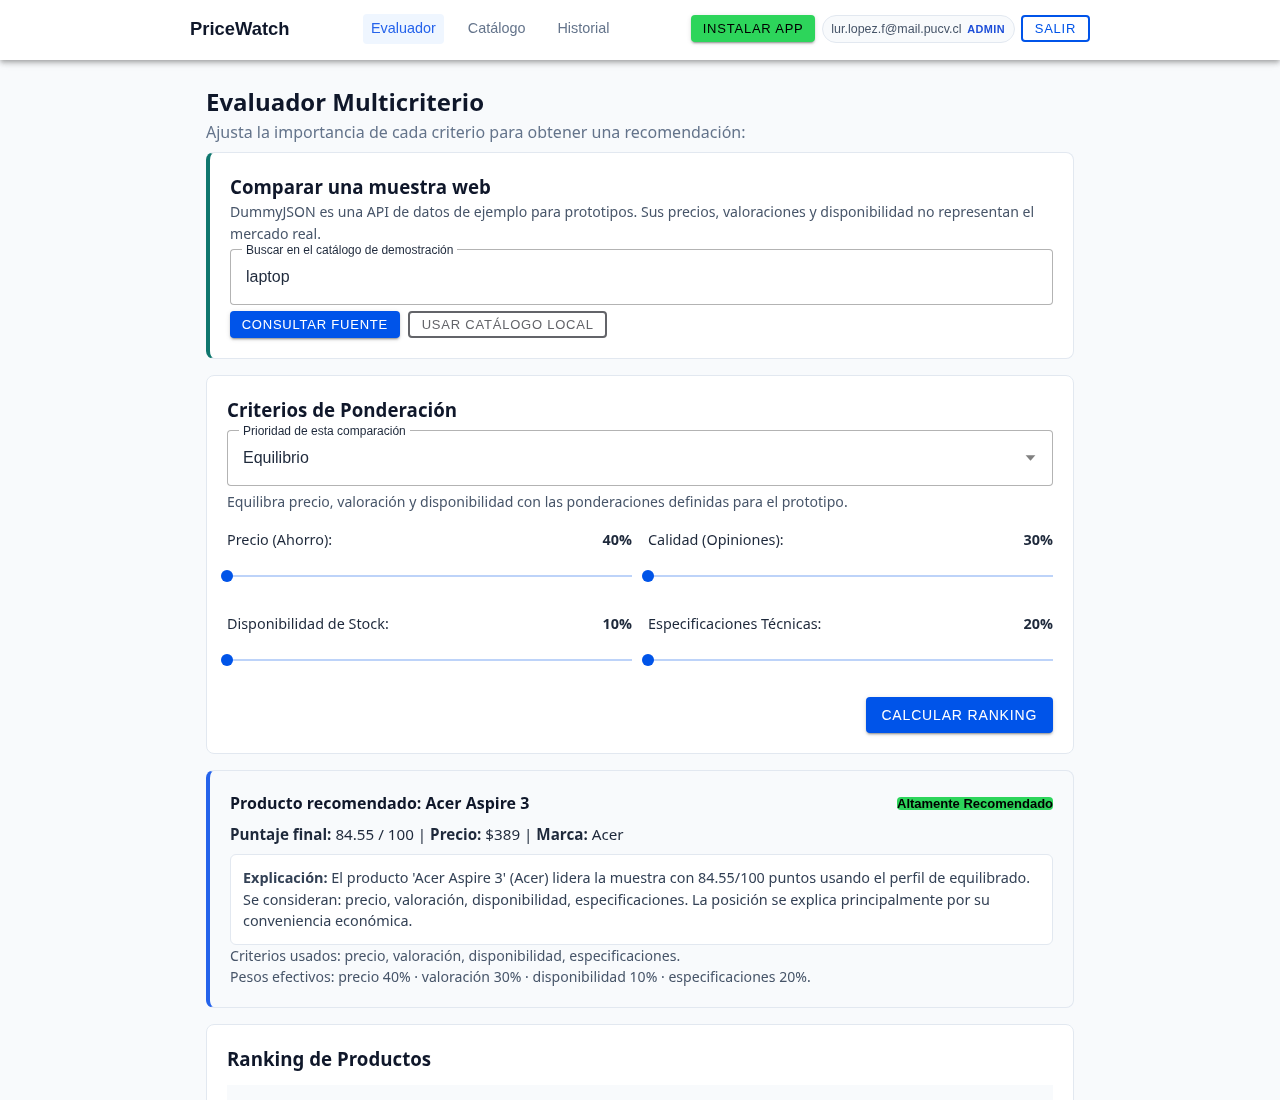 PriceWatch
Evaluador
Catálogo
Historial
INSTALAR APP
lur.lopez.f@mail.pucv.cl ADMIN
SALIR
Evaluador Multicriterio
Ajusta la importancia de cada criterio para obtener una recomendación:
Comparar una muestra web
DummyJSON es una API de datos de ejemplo para prototipos. Sus precios, valoraciones y disponibilidad no representan el
mercado real.
Buscar en el catálogo de demostración
laptop
CONSULTAR FUENTE
USAR CATÁLOGO LOCAL
Criterios de Ponderación
Prioridad de esta comparación
Equilibrio
Equilibra precio, valoración y disponibilidad con las ponderaciones definidas para el prototipo.
Precio (Ahorro): 40%
Calidad (Opiniones): 30%
Disponibilidad de Stock: 10%
Especificaciones Técnicas: 20%
CALCULAR RANKING
Producto recomendado: Acer Aspire 3
Altamente Recomendado
Puntaje final: 84.55 / 100 | Precio: $389 | Marca: Acer
Explicación: El producto 'Acer Aspire 3' (Acer) lidera la muestra con 84.55/100 puntos usando el perfil de equilibrado.
Se consideran: precio, valoración, disponibilidad, especificaciones. La posición se explica principalmente por su
conveniencia económica.
Criterios usados: precio, valoración, disponibilidad, especificaciones.
Pesos efectivos: precio 40% · valoración 30% · disponibilidad 10% · especificaciones 20%.
Ranking de Productos